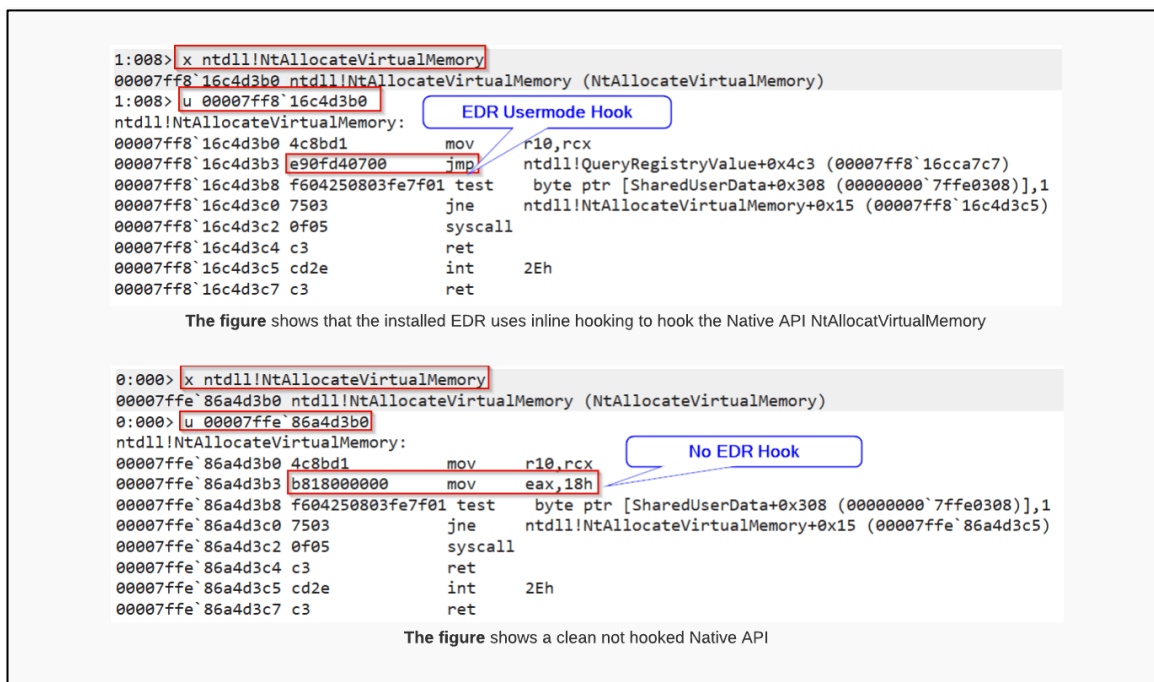 1:008> x ntdll!NtAllocateVirtualMemory
00007ff8`16c4d3b0 ntdll!NtAllocateVirtualMemory (NtAllocateVirtualMemory)
1:008> u 00007ff8`16c4d3b0
EDR Usermode Hook
ntdll!NtAllocateVirtualMemory:
00007ff8`16c4d3b0 4c8bd1 mov r10,rcx
00007ff8`16c4d3b3 e90fd40700 jmp ntdll!QueryRegistryValue+0x4c3 (00007ff8`16cca7c7)
00007ff8`16c4d3b8 f604250803fe7f01 test byte ptr [SharedUserData+0x308 (00000000`7ffe0308)],1
00007ff8`16c4d3c0 7503 jne ntdll!NtAllocateVirtualMemory+0x15 (00007ff8`16c4d3c5)
00007ff8`16c4d3c2 0f05 syscall
00007ff8`16c4d3c4 c3 ret
00007ff8`16c4d3c5 cd2e int 2Eh
00007ff8`16c4d3c7 c3 ret
The figure shows that the installed EDR uses inline hooking to hook the Native API NtAllocatVirtualMemory
0:000> x ntdll!NtAllocateVirtualMemory
00007ffe`86a4d3b0 ntdll!NtAllocateVirtualMemory (NtAllocateVirtualMemory)
0:000> u 00007ffe`86a4d3b0
ntdll!NtAllocateVirtualMemory:
No EDR Hook
00007ffe`86a4d3b0 4c8bd1 mov r10,rcx
00007ffe`86a4d3b3 b818000000 mov eax,18h
00007ffe`86a4d3b8 f604250803fe7f01 test byte ptr [SharedUserData+0x308 (00000000`7ffe0308)],1
00007ffe`86a4d3c0 7503 jne ntdll!NtAllocateVirtualMemory+0x15 (00007ffe`86a4d3c5)
00007ffe`86a4d3c2 0f05 syscall
00007ffe`86a4d3c4 c3 ret
00007ffe`86a4d3c5 cd2e int 2Eh
00007ffe`86a4d3c7 c3 ret
The figure shows a clean not hooked Native API